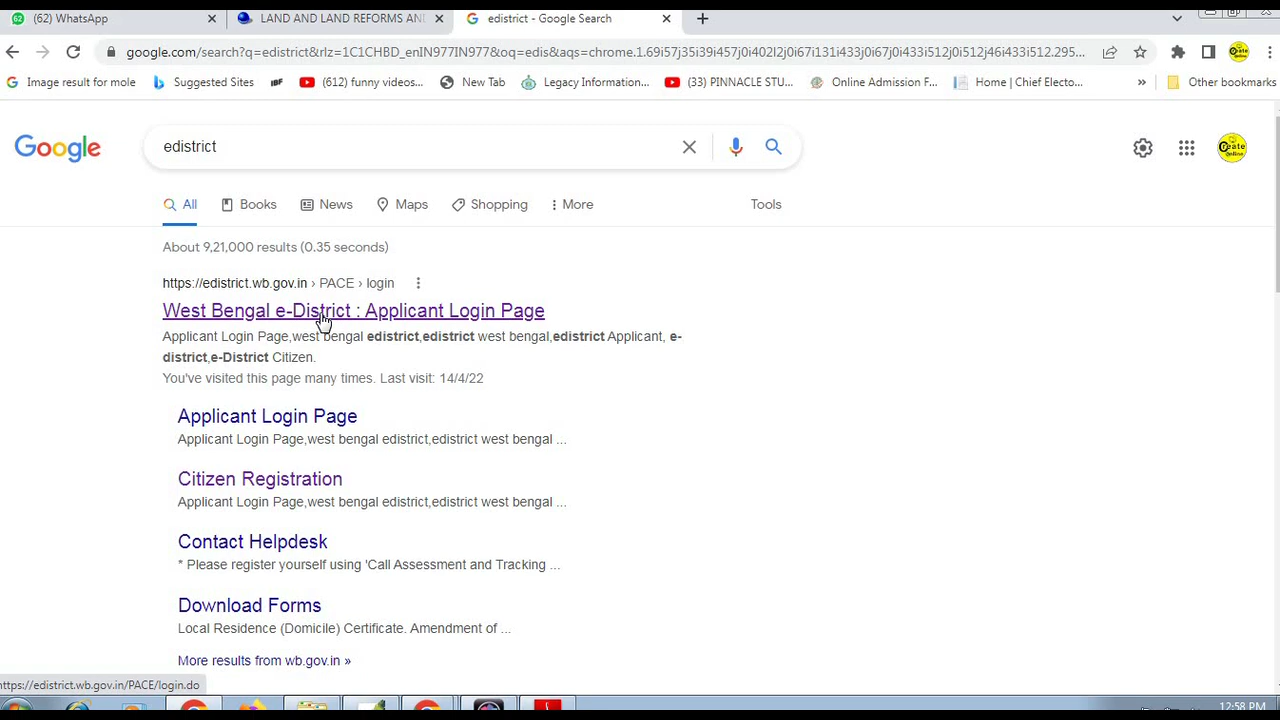 (62) WhatsApp
LAND AND LAND REFORMS AN
edistrict - Google Search
google.com/search?q=edistrict&rlz=1C1CHBD_enIN977IN977&oq=edis&aqs=chrome.1.69i57j35i39i457j0i402l2j0i67i131i433j0i67j0i433i512j0i512j46i433i512.295...
Image result for mole
Suggested Sites
(612) funny videos...
New Tab
Legacy Information...
(33) PINNACLE STU...
Online Admission F...
Home | Chief Electo...
»
Other bookmarks
Google
edistrict
Create Online
All
Books
News
Maps
Shopping
More
Tools
About 9,21,000 results (0.35 seconds)
https://edistrict.wb.gov.in › PACE › login
West Bengal e-District : Applicant Login Page
Applicant Login Page,west bengal edistrict,edistrict west bengal,edistrict Applicant, e-
district,e-District Citizen.
You've visited this page many times. Last visit: 14/4/22
Applicant Login Page
Applicant Login Page,west bengal edistrict,edistrict west bengal ...
Citizen Registration
Applicant Login Page,west bengal edistrict,edistrict west bengal ...
Contact Helpdesk
* Please register yourself using 'Call Assessment and Tracking ...
Download Forms
Local Residence (Domicile) Certificate. Amendment of ...
More results from wb.gov.in »
https://edistrict.wb.gov.in/PACE/login.do
12:58 PM